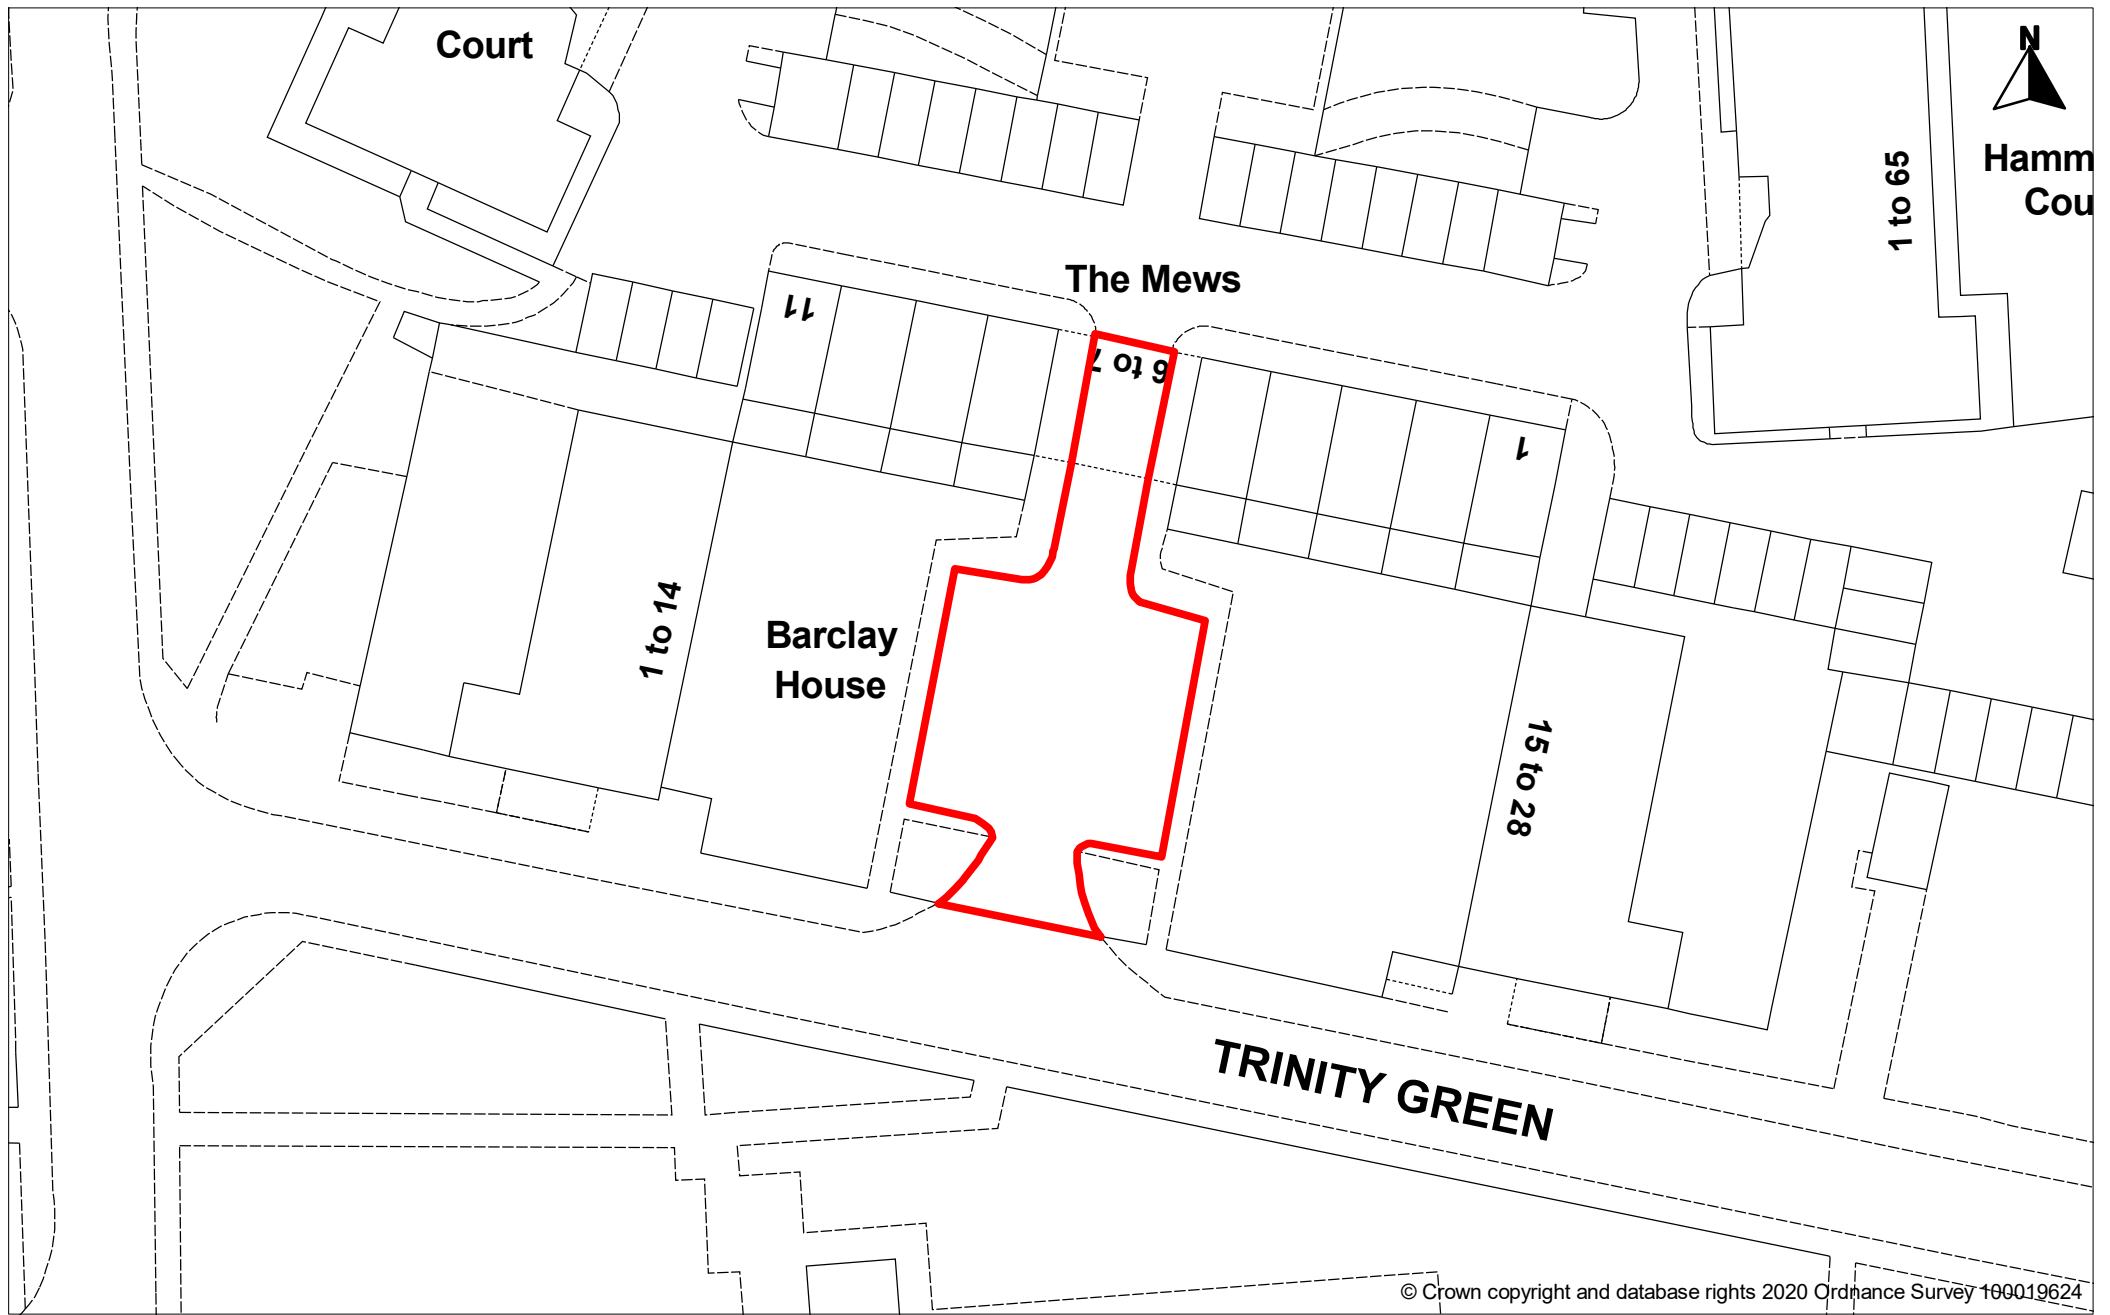 Court
N
Hamm
Cou
1 to 65
The Mews
11
6 to 7
1
1 to 14
Barclay
House
15 to 28
TRINITY GREEN
© Crown copyright and database rights 2020 Ordnance Survey 100019624